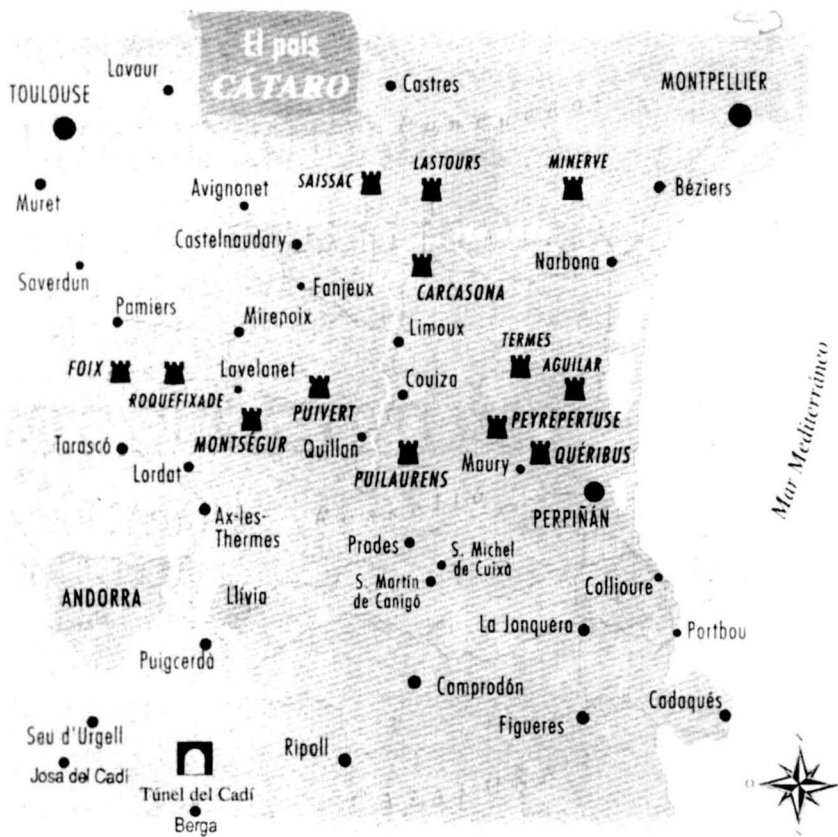 El país
CÁTARO
Lavaur
Castres
TOULOUSE
MONTPELLIER
SAISSAC
LASTOURS
MINERVE
Muret
Avignonet
Béziers
Castelnaudary
Narbona
Saverdun
Fanjeux
CARCASONA
Pamiers
Mirepoix
Limoux
TERMES
FOIX
ROQUEFIXADE
Lavelanet
PUIVERT
Couiza
AGUILAR
MONTSÉGUR
Quillan
PEYREPERTUSE
Tarascó
Lordat
PUILAURENS
Maury
QUÉRIBUS
Mar Mediterráneo
Ax-les-
Thermes
PERPIÑÁN
Prades
S. Michel
de Cuixà
S. Martín
de Canigó
ANDORRA
Llívia
Collioure
La Jonquera
Portbou
Puigcerdà
Camprodón
Cadaqués
Figueres
Seu d'Urgell
Ripoll
Josa del Cadí
Túnel del Cadí
Berga
O